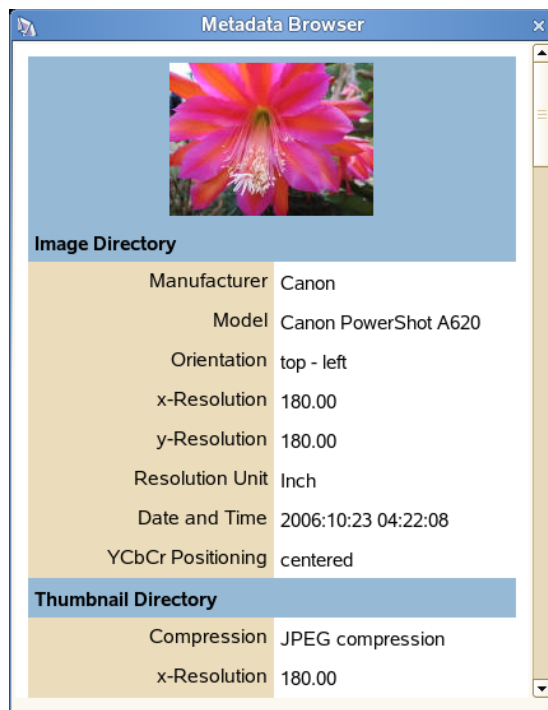 Metadata Browser
Image Directory
Manufacturer Canon
Model Canon PowerShot A620
Orientation top - left
x-Resolution 180.00
y-Resolution 180.00
Resolution Unit Inch
Date and Time 2006:10:23 04:22:08
YCbCr Positioning centered
Thumbnail Directory
Compression JPEG compression
x-Resolution 180.00